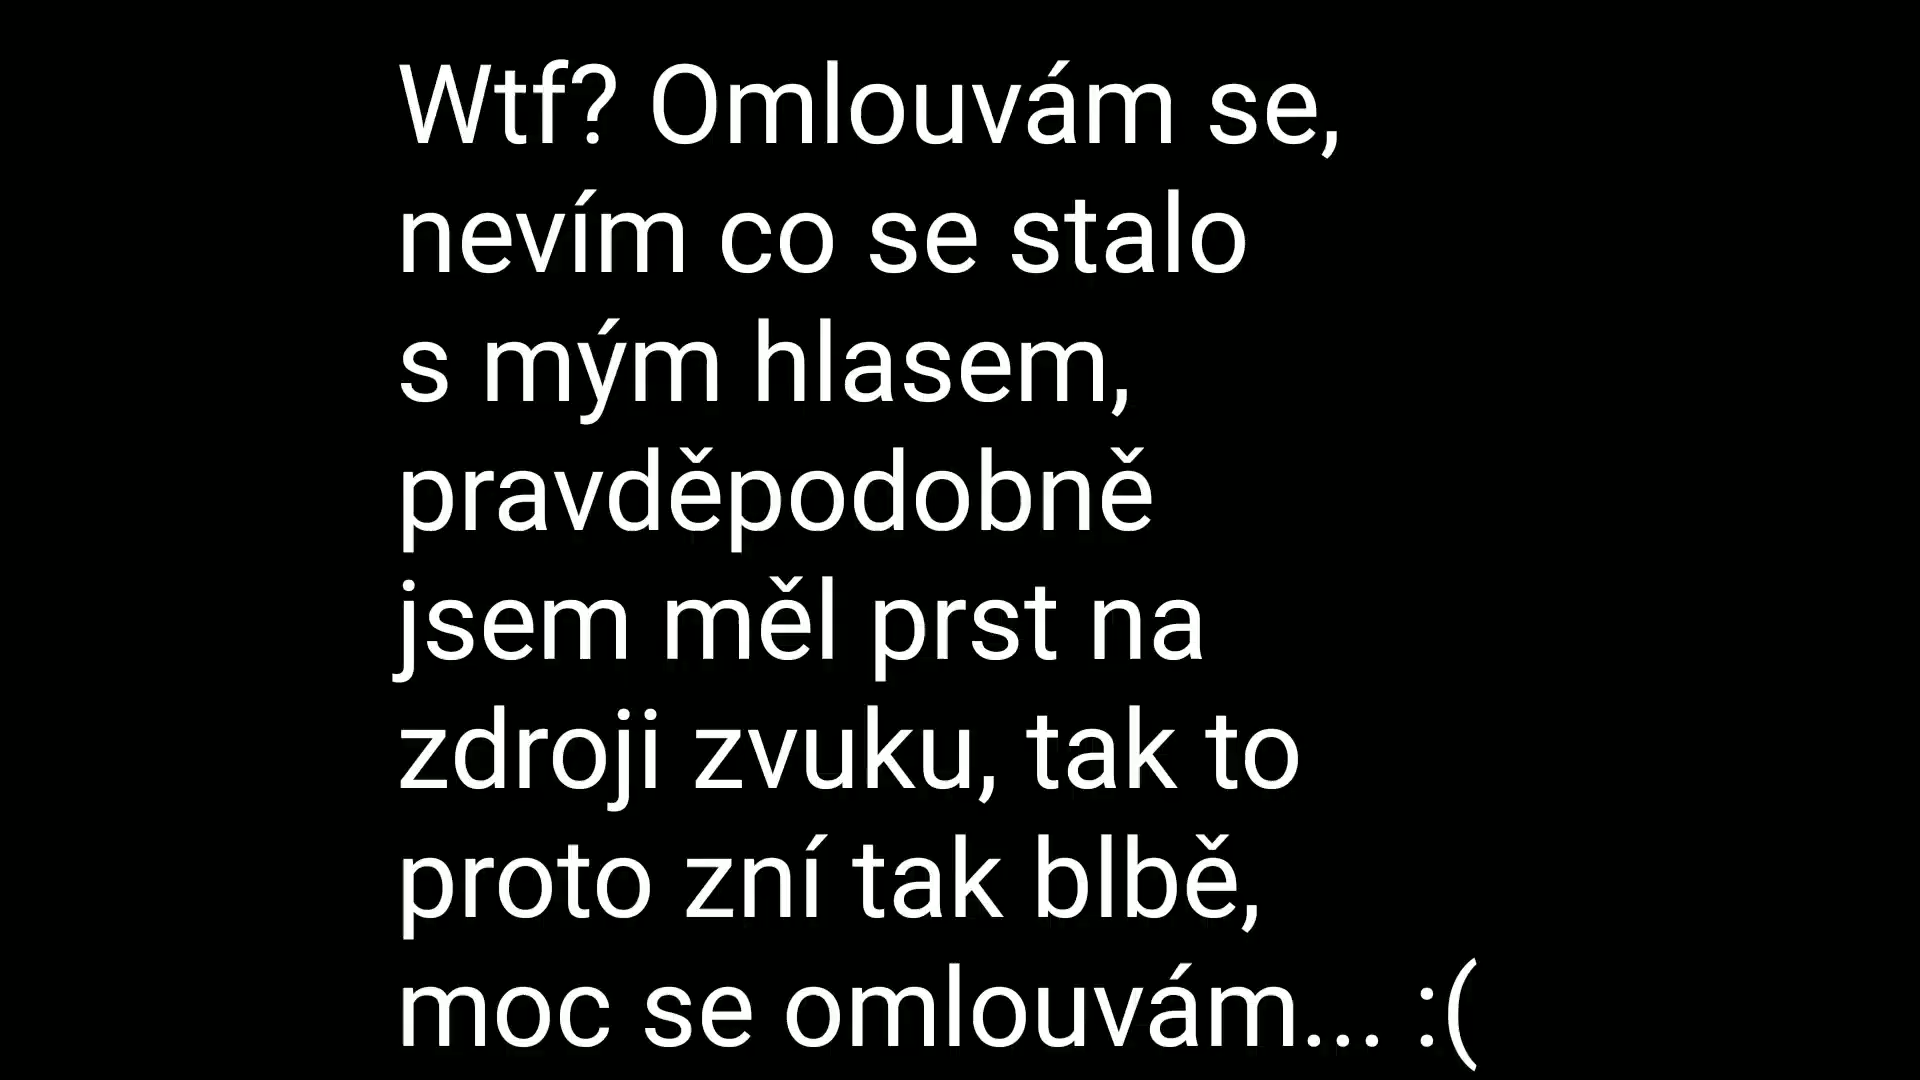 Wtf? Omlouvám se,
nevím co se stalo
s mým hlasem,
pravděpodobně
jsem měl prst na
zdroji zvuku, tak to
proto zní tak blbě,
moc se omlouvám... :(